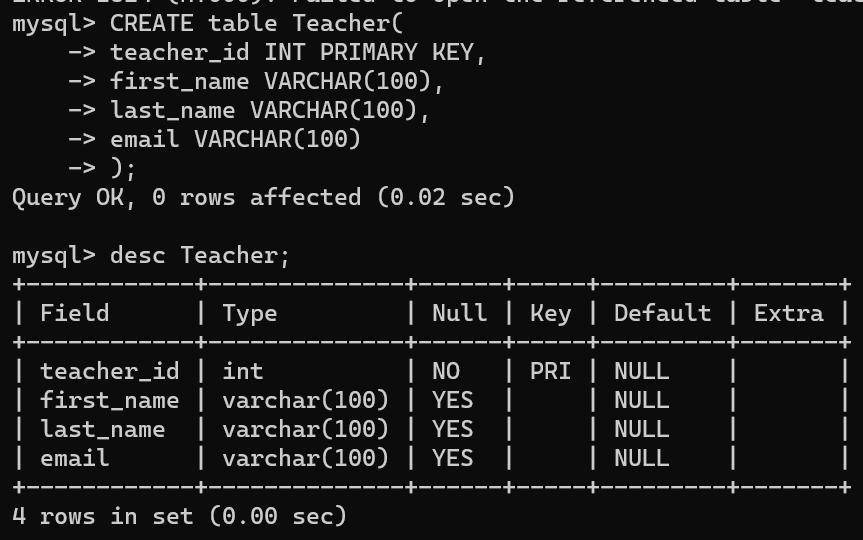 mysql> CREATE table Teacher(
    -> teacher_id INT PRIMARY KEY,
    -> first_name VARCHAR(100),
    -> last_name VARCHAR(100),
    -> email VARCHAR(100)
    -> );
Query OK, 0 rows affected (0.02 sec)

mysql> desc Teacher;
+------------+--------------+------+-----+---------+-------+
| Field      | Type         | Null | Key | Default | Extra |
+------------+--------------+------+-----+---------+-------+
| teacher_id | int          | NO   | PRI | NULL    |       |
| first_name | varchar(100) | YES  |     | NULL    |       |
| last_name  | varchar(100) | YES  |     | NULL    |       |
| email      | varchar(100) | YES  |     | NULL    |       |
+------------+--------------+------+-----+---------+-------+
4 rows in set (0.00 sec)